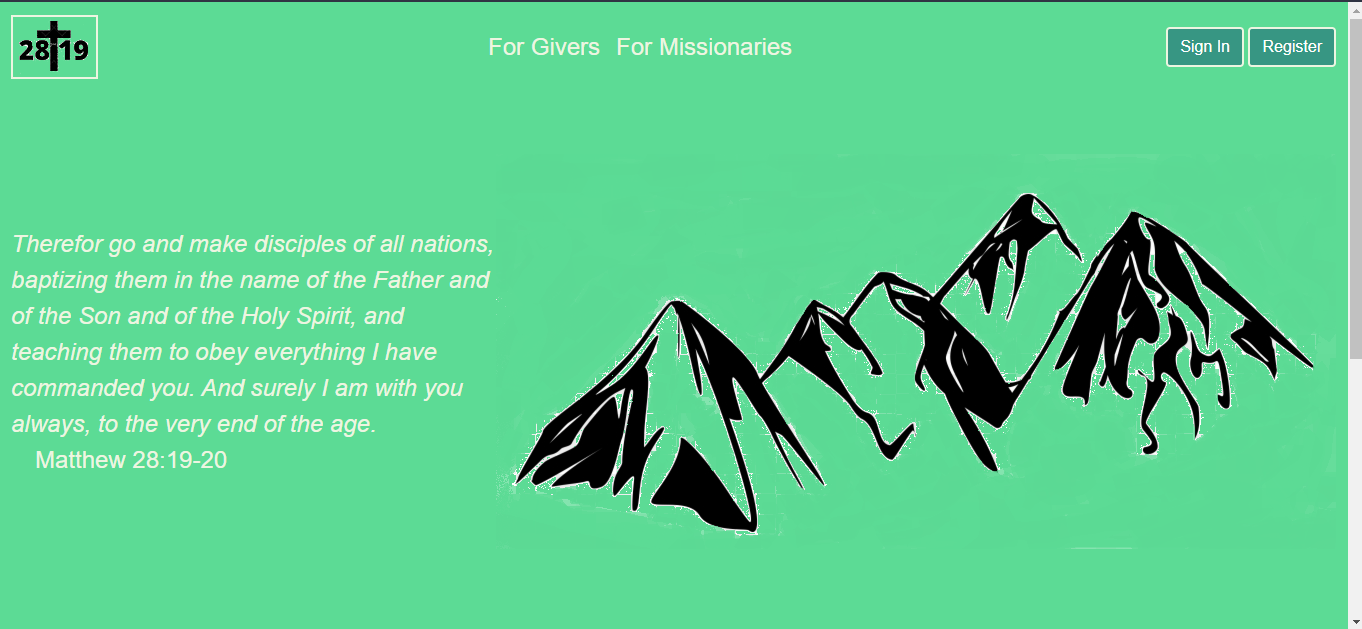 28 19
For Givers For Missionaries
Sign In Register
Therefor go and make disciples of all nations,
baptizing them in the name of the Father and
of the Son and of the Holy Spirit, and
teaching them to obey everything I have
commanded you. And surely I am with you
always, to the very end of the age.
Matthew 28:19-20